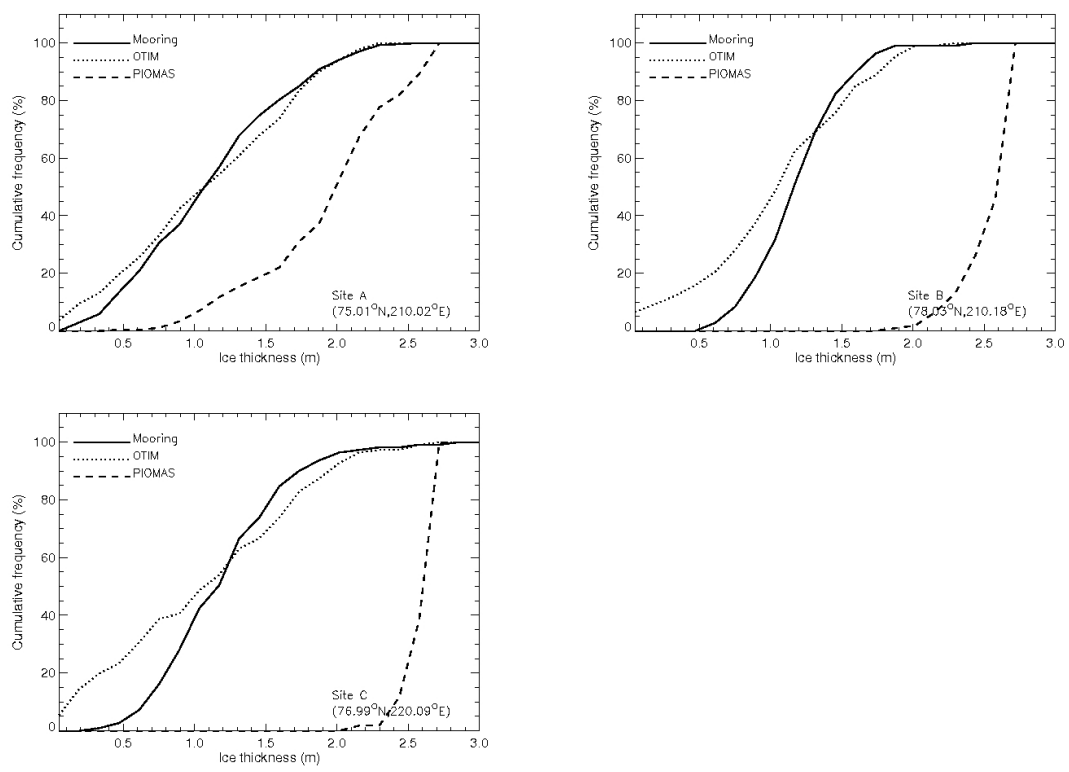 Mooring
OTIM
PIOMAS
100
80
60
40
20
0
Cumulative frequency (%)
Site A
(75.01°N,210.02°E)
0.5 1.0 1.5 2.0 2.5 3.0
Ice thickness (m)
Mooring
OTIM
PIOMAS
100
80
60
40
20
0
Cumulative frequency (%)
Site B
(78.03°N,210.18°E)
0.5 1.0 1.5 2.0 2.5 3.0
Ice thickness (m)
Mooring
OTIM
PIOMAS
100
80
60
40
20
0
Cumulative frequency (%)
Site C
(76.99°N,220.09°E)
0.5 1.0 1.5 2.0 2.5 3.0
Ice thickness (m)